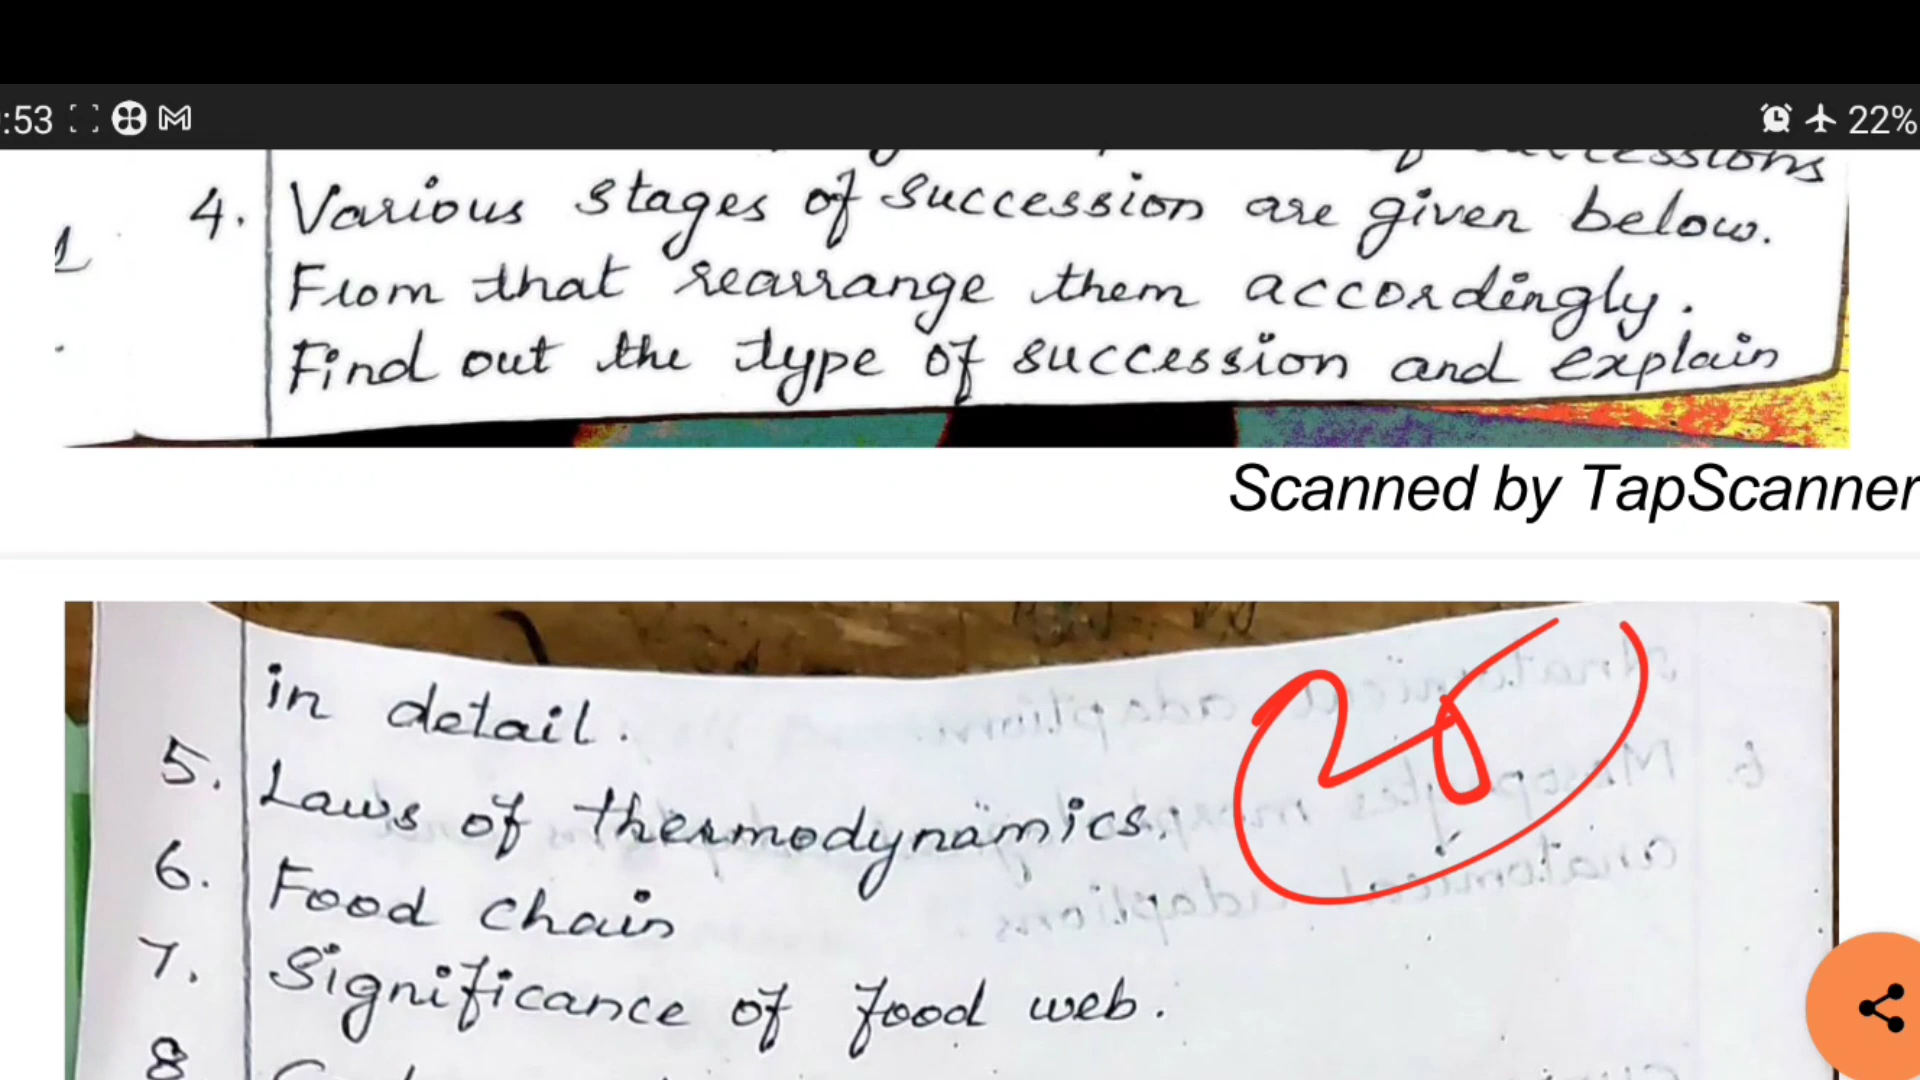 :53 22%
successions
4. Various stages of succession are given below.
From that rearrange them accordingly.
Find out the type of succession and explain
Scanned by TapScanner
in detail.
5. Laws of thermodynamics.
6. Food chain
7. Significance of food web.
8